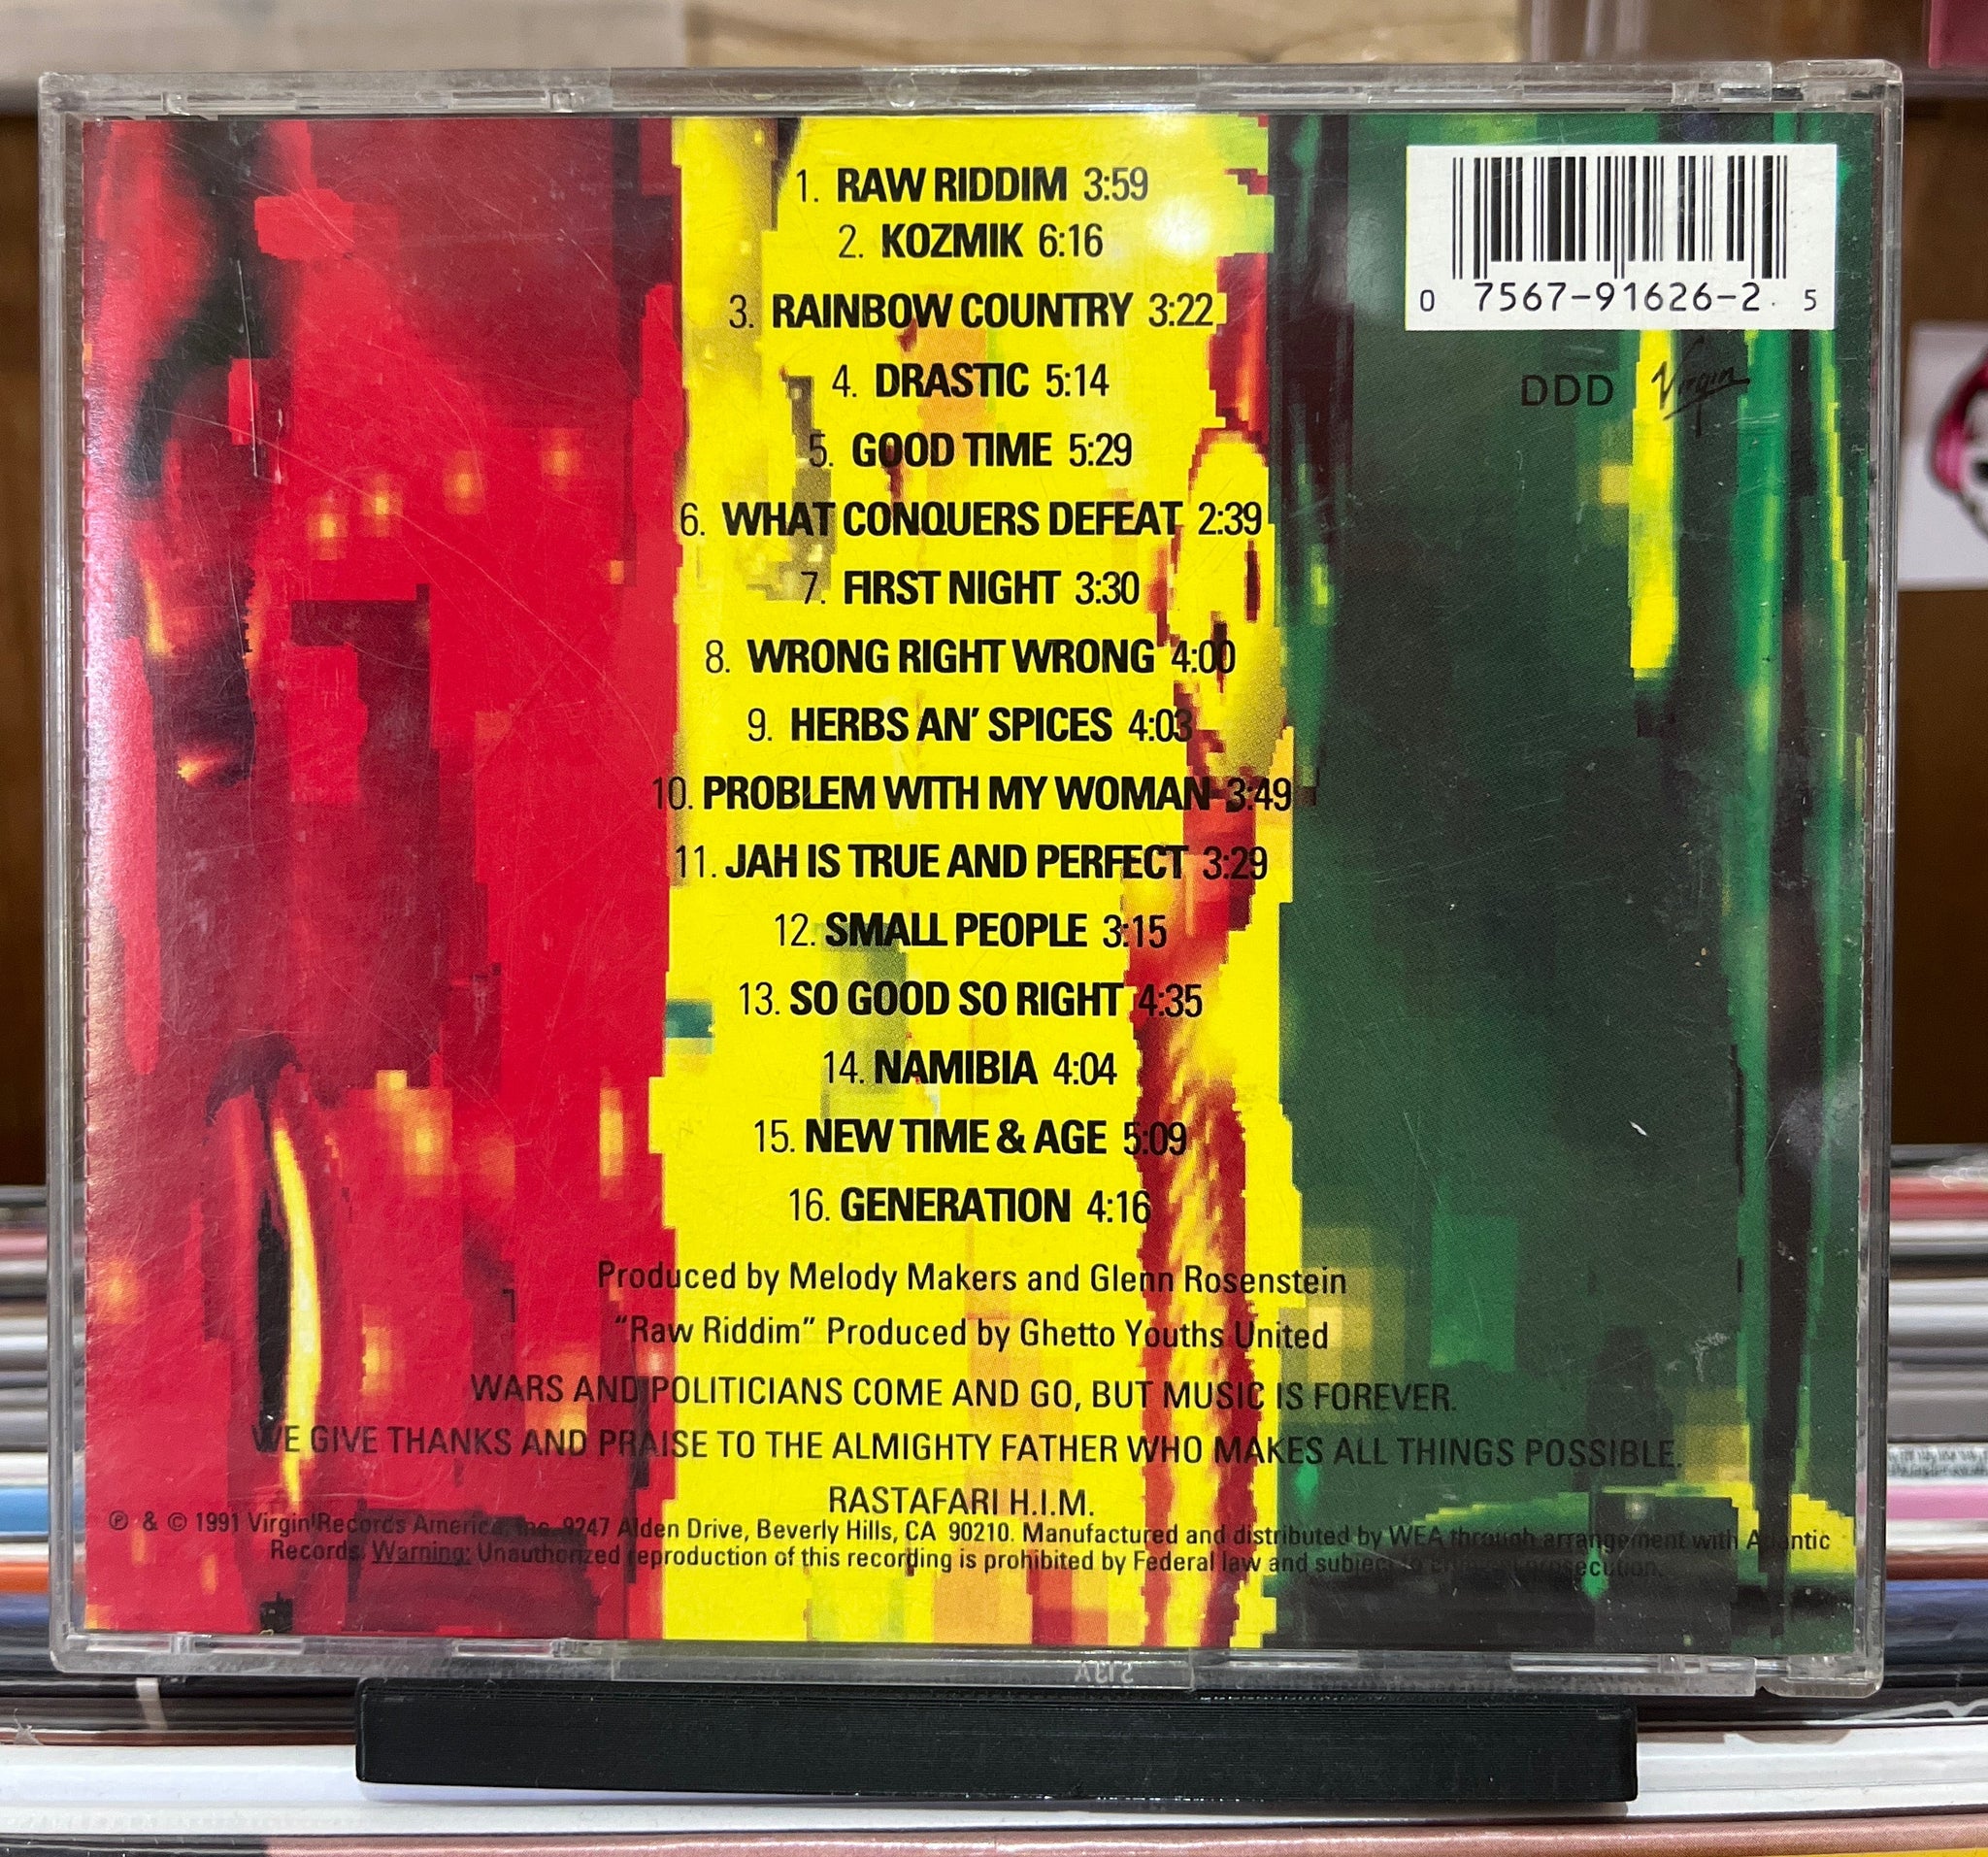 1. RAW RIDDIM 3:59
2. KOZMIK 6:16
3. RAINBOW COUNTRY 3:22
4. DRASTIC 5:14
5. GOOD TIME 5:29
6. WHAT CONQUERS DEFEAT 2:39
7. FIRST NIGHT 3:30
8. WRONG RIGHT WRONG 4:00
9. HERBS AN' SPICES 4:03
10. PROBLEM WITH MY WOMAN 3:49
11. JAH IS TRUE AND PERFECT 3:29
12. SMALL PEOPLE 3:15
13. SO GOOD SO RIGHT 4:35
14. NAMIBIA 4:04
15. NEW TIME & AGE 5:09
16. GENERATION 4:16
0 7567-91626-2 5
DDD Virgin
Produced by Melody Makers and Glenn Rosenstein
“Raw Riddim” Produced by Ghetto Youths United
WARS AND POLITICIANS COME AND GO, BUT MUSIC IS FOREVER.
WE GIVE THANKS AND PRAISE TO THE ALMIGHTY FATHER WHO MAKES ALL THINGS POSSIBLE.
RASTAFARI H.I.M.
℗ & © 1991 Virgin Records America, Inc. 9247 Alden Drive, Beverly Hills, CA 90210. Manufactured and distributed by WEA through arrangement with Atlantic
Records. Warning: Unauthorized reproduction of this recording is prohibited by Federal law and subject to criminal prosecution.